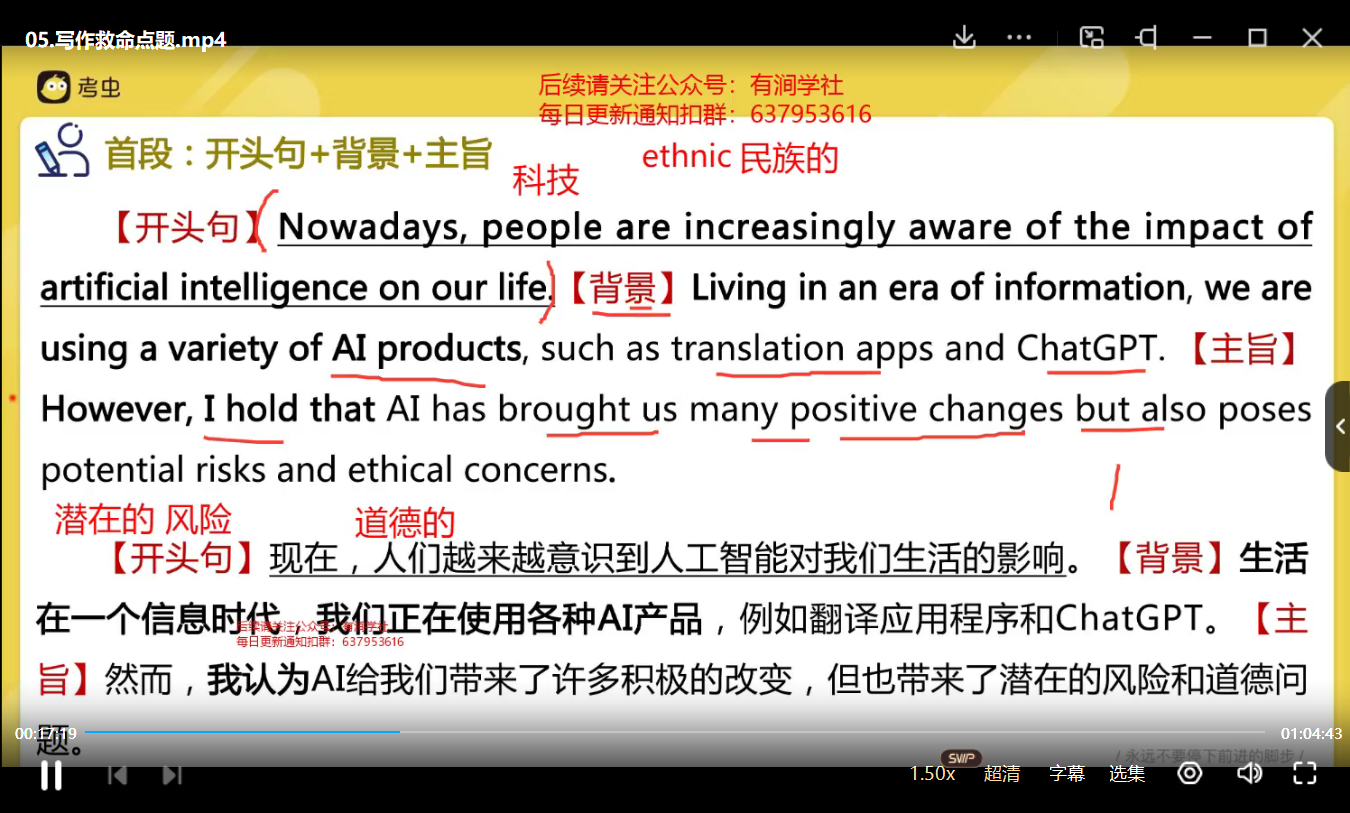 05.写作救命点题.mp4
考虫
后续请关注公众号：有涧学社
每日更新通知扣群：637953616
首段：开头句+背景+主旨
ethnic 民族的
科技
【开头句】Nowadays, people are increasingly aware of the impact of
artificial intelligence on our life.【背景】Living in an era of information, we are
using a variety of AI products, such as translation apps and ChatGPT. 【主旨】
However, I hold that AI has brought us many positive changes but also poses
potential risks and ethical concerns.
潜在的 风险
道德的
【开头句】现在，人们越来越意识到人工智能对我们生活的影响。【背景】生活
在一个信息时代，我们正在使用各种AI产品，例如翻译应用程序和ChatGPT。【主
后续请关注公众号：有涧学社
每日更新通知扣群：637953616
旨】然而，我认为AI给我们带来了许多积极的改变，但也带来了潜在的风险和道德问
题。
00:17:19
01:04:43
/ 永远不要停下前进的脚步 /
SVIP
1.50x 超清 字幕 选集